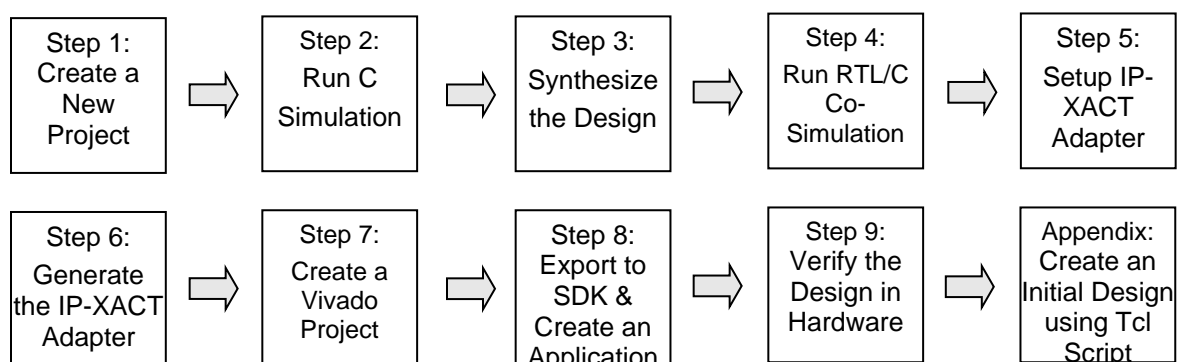 Step 1:
Create a
New
Project
Step 2:
Run C
Simulation
Step 3:
Synthesize
the Design
Step 4:
Run RTL/C
Co-
Simulation
Step 5:
Setup IP-
XACT
Adapter
Step 6:
Generate
the IP-XACT
Adapter
Step 7:
Create a
Vivado
Project
Step 8:
Export to
SDK &
Create an
Application
Step 9:
Verify the
Design in
Hardware
Appendix:
Create an
Initial Design
using Tcl
Script